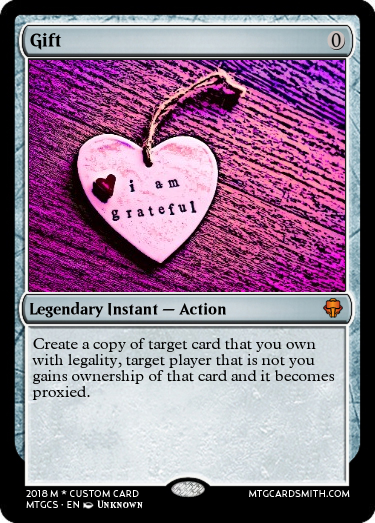 Gift 0
i am
grateful
Legendary Instant — Action
Create a copy of target card that you own
with legality, target player that is not you
gains ownership of that card and it becomes
proxied.
2018 M * CUSTOM CARD
MTGCS · EN Unknown
MTGCARDSMITH.COM